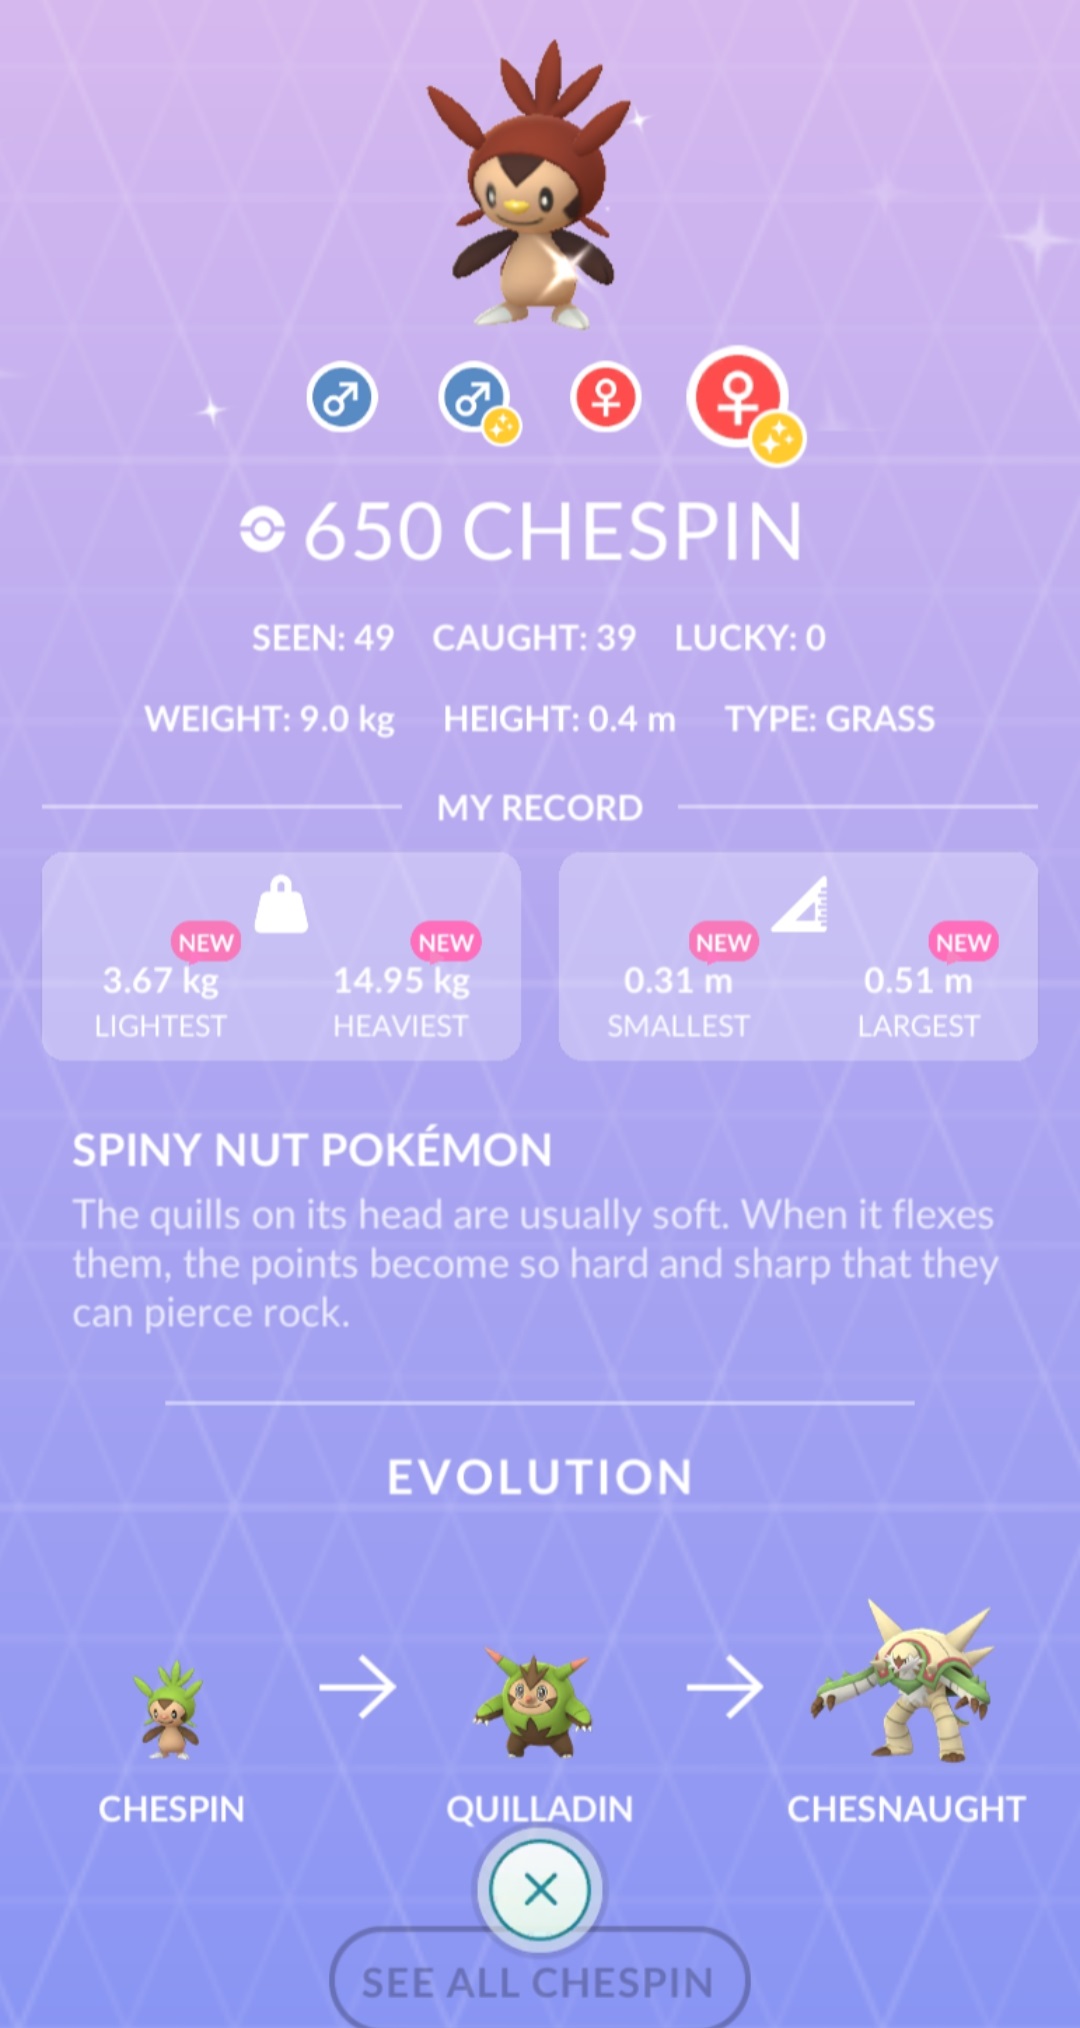 650 CHESPIN
SEEN: 49 CAUGHT: 39 LUCKY: 0
WEIGHT: 9.0 kg HEIGHT: 0.4 m TYPE: GRASS
MY RECORD
NEW NEW NEW NEW
3.67 kg 14.95 kg 0.31 m 0.51 m
LIGHTEST HEAVIEST SMALLEST LARGEST
SPINY NUT POKÉMON
The quills on its head are usually soft. When it flexes
them, the points become so hard and sharp that they
can pierce rock.
EVOLUTION
CHESPIN QUILLADIN CHESNAUGHT
SEE ALL CHESPIN